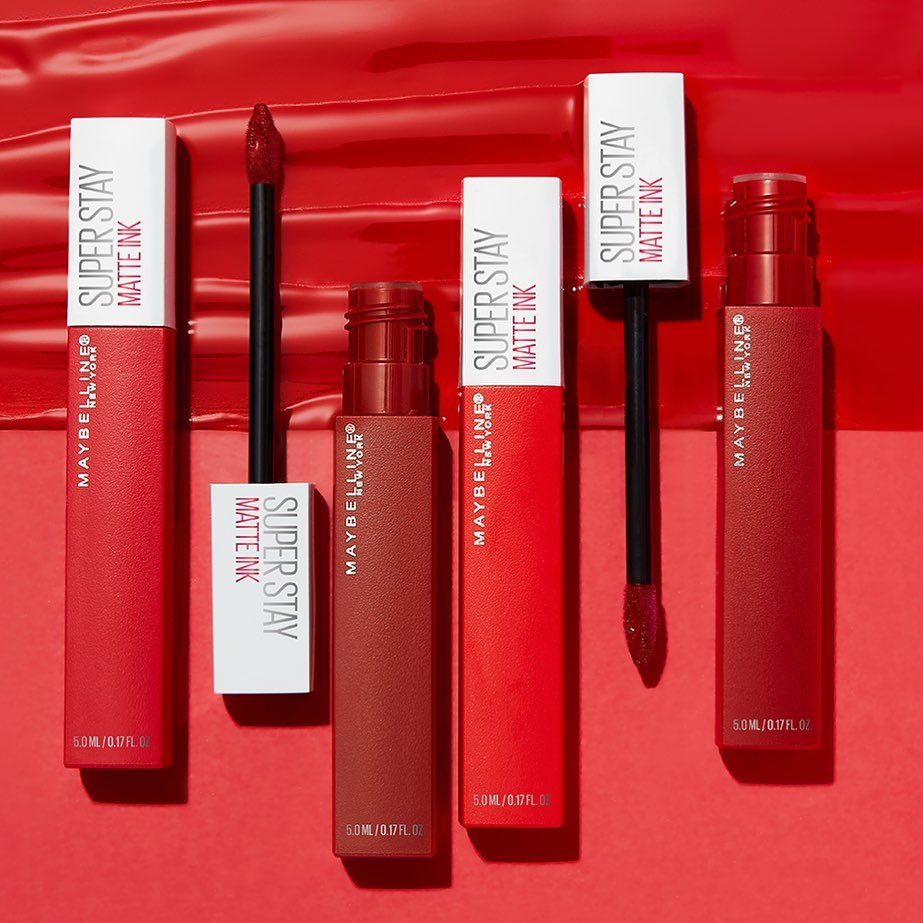 SUPER STAY
MATTE INK
MAYBELLINE®
NEW YORK
5.0 ML / 0.17 FL. OZ.
SUPER STAY
MATTE INK
MAYBELLINE®
NEW YORK
5.0 ML / 0.17 FL. OZ.
SUPER STAY
MATTE INK
MAYBELLINE®
NEW YORK
5.0 ML / 0.17 FL. OZ.
SUPER STAY
MATTE INK
MAYBELLINE®
NEW YORK
5.0 ML / 0.17 FL. OZ.